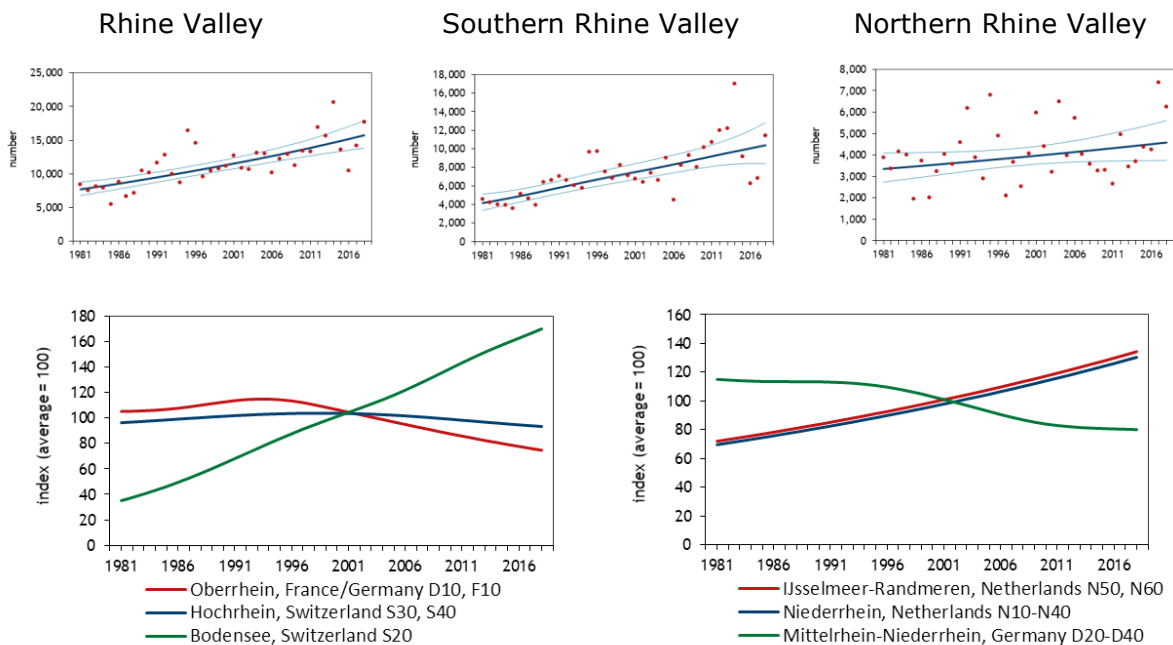 Rhine Valley
Southern Rhine Valley
Northern Rhine Valley
number
25,000
20,000
15,000
10,000
5,000
0
1981 1986 1991 1996 2001 2006 2011 2016
number
18,000
16,000
14,000
12,000
10,000
8,000
6,000
4,000
2,000
0
1981 1986 1991 1996 2001 2006 2011 2016
number
8,000
7,000
6,000
5,000
4,000
3,000
2,000
1,000
0
1981 1986 1991 1996 2001 2006 2011 2016
index (average = 100)
180
160
140
120
100
80
60
40
20
0
1981 1986 1991 1996 2001 2006 2011 2016
Oberrhein, France/Germany D10, F10
Hochrhein, Switzerland S30, S40
Bodensee, Switzerland S20
index (average = 100)
160
140
120
100
80
60
40
20
0
1981 1986 1991 1996 2001 2006 2011 2016
IJsselmeer-Randmeren, Netherlands N50, N60
Niederrhein, Netherlands N10-N40
Mittelrhein-Niederrhein, Germany D20-D40